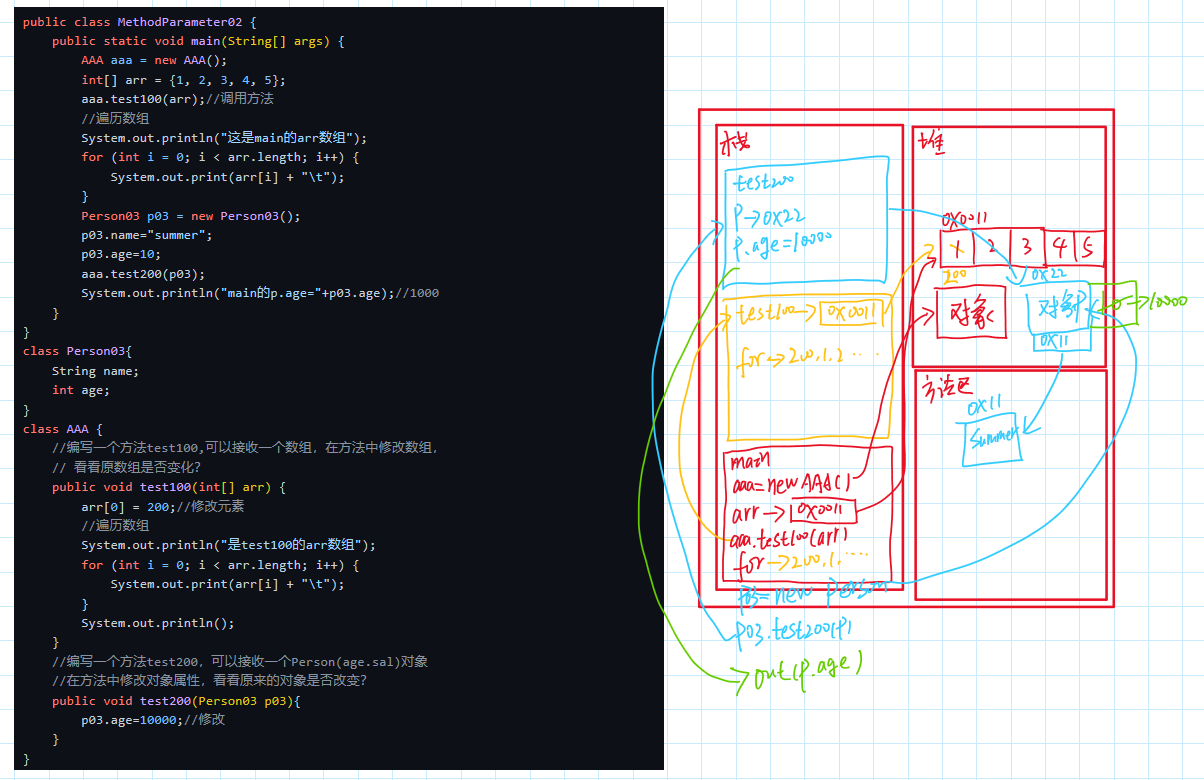 public class MethodParameter02 {
public static void main(String[] args) {
AAA aaa = new AAA();
int[] arr = {1, 2, 3, 4, 5};
aaa.test100(arr);//调用方法
//遍历数组
System.out.println("这是main的arr数组");
for (int i = 0; i < arr.length; i++) {
System.out.print(arr[i] + "\t");
}
Person03 p03 = new Person03();
p03.name="summer";
p03.age=10;
aaa.test200(p03);
System.out.println("main的p.age="+p03.age);//1000
}
}
class Person03{
String name;
int age;
}
class AAA {
//编写一个方法test100,可以接收一个数组，在方法中修改数组，
// 看看原数组是否变化？
public void test100(int[] arr) {
arr[0] = 200;//修改元素
//遍历数组
System.out.println("是test100的arr数组");
for (int i = 0; i < arr.length; i++) {
System.out.print(arr[i] + "\t");
}
System.out.println();
}
//编写一个方法test200，可以接收一个Person(age.sal)对象
//在方法中修改对象属性，看看原来的对象是否改变？
public void test200(Person03 p03){
p03.age=10000;//修改
}
}
栈
test200
P→0X22
P.age=10000
test100→0X0011
for→200.1.2····
main
aaa=newAAA()
arr→0X0011
aaa.test100(arr)
for→200.1.····
P03=new Person
P03.test200(P)
out(P.age)
堆
0X0011
1 2 3 4 5
200
0X22
对象
对象P
→10000
0X11
方法区
0X11
Summer